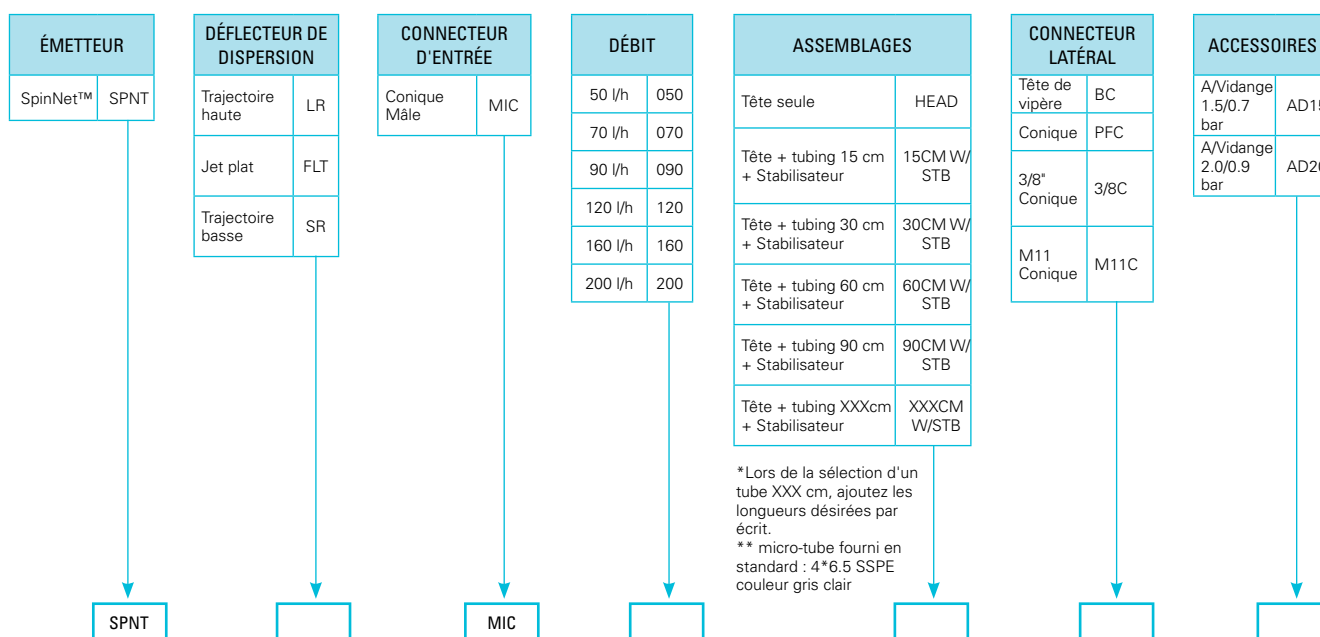 ÉMETTEUR
SpinNet™ SPNT
DÉFLECTEUR DE
DISPERSION
Trajectoire
haute
LR
Jet plat FLT
Trajectoire
basse
SR
CONNECTEUR
D'ENTRÉE
Conique
Mâle
MIC
DÉBIT
50 l/h 050
70 l/h 070
90 l/h 090
120 l/h 120
160 l/h 160
200 l/h 200
ASSEMBLAGES
Tête seule HEAD
Tête + tubing 15 cm
+ Stabilisateur
15CM W/
STB
Tête + tubing 30 cm
+ Stabilisateur
30CM W/
STB
Tête + tubing 60 cm
+ Stabilisateur
60CM W/
STB
Tête + tubing 90 cm
+ Stabilisateur
90CM W/
STB
Tête + tubing XXXcm
+ Stabilisateur
XXXCM
W/STB
*Lors de la sélection d'un
tube XXX cm, ajoutez les
longueurs désirées par
écrit.
** micro-tube fourni en
standard : 4*6.5 SSPE
couleur gris clair
CONNECTEUR
LATÉRAL
Tête de
vipère
BC
Conique PFC
3/8"
Conique
3/8C
M11
Conique
M11C
ACCESSOIRES
A/Vidange
1.5/0.7
bar
A/Vidange
2.0/0.9
bar
SPNT
MIC